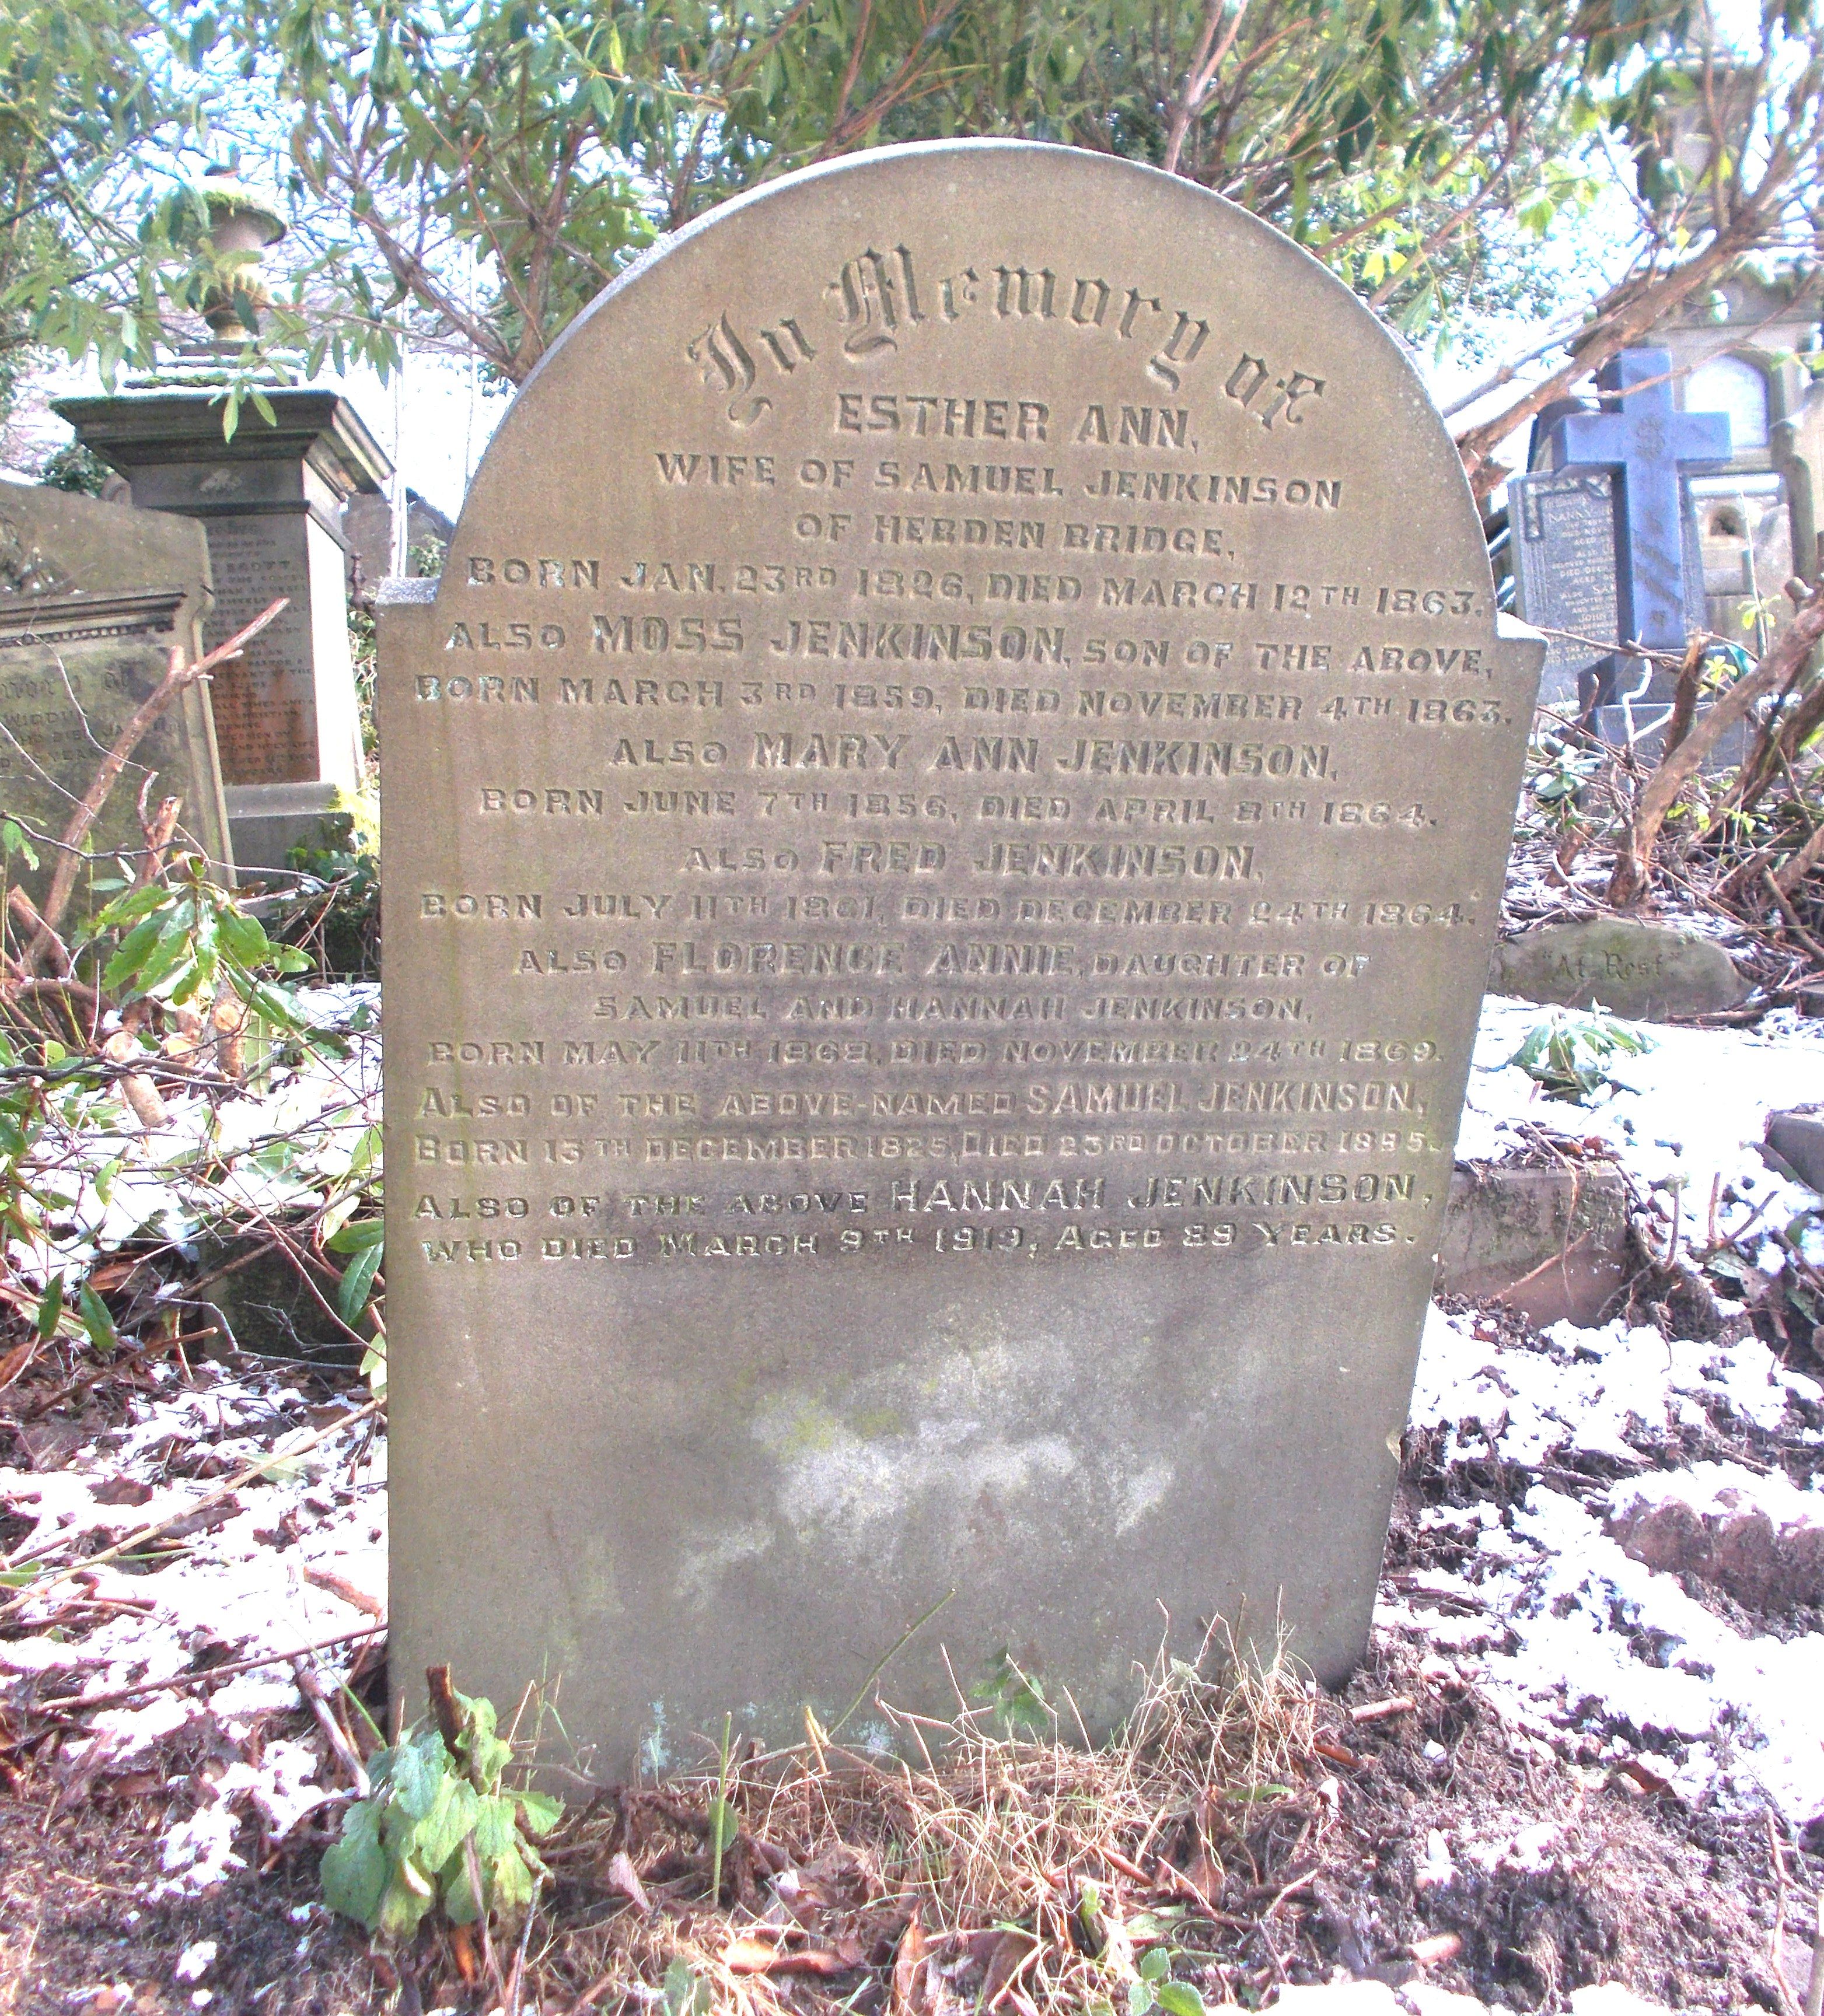 In Memory of
ESTHER ANN,
WIFE OF SAMUEL JENKINSON
OF HEBDEN BRIDGE,
BORN JAN. 23RD 1826, DIED MARCH 12TH 1863.
ALSO MOSS JENKINSON, SON OF THE ABOVE,
BORN MARCH 3RD 1859, DIED NOVEMBER 4TH 1863.
ALSO MARY ANN JENKINSON,
BORN JUNE 7TH 1856, DIED APRIL 8TH 1864.
ALSO FRED JENKINSON,
BORN JULY 11TH 1861, DIED DECEMBER 24TH 1864.
ALSO FLORENCE ANNIE, DAUGHTER OF
SAMUEL AND HANNAH JENKINSON,
BORN MAY 11TH 1868, DIED NOVEMBER 24TH 1869.
ALSO OF THE ABOVE-NAMED SAMUEL JENKINSON,
BORN 13TH DECEMBER 1825, DIED 23RD OCTOBER 1895.
ALSO OF THE ABOVE HANNAH JENKINSON,
WHO DIED MARCH 9TH 1919, AGED 89 YEARS.
"At Rest"